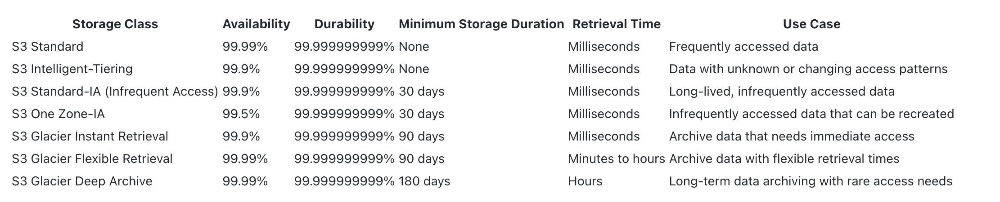 Storage Class Availability Durability Minimum Storage Duration Retrieval Time Use Case
S3 Standard 99.99% 99.999999999% None Milliseconds Frequently accessed data
S3 Intelligent-Tiering 99.9% 99.999999999% None Milliseconds Data with unknown or changing access patterns
S3 Standard-IA (Infrequent Access) 99.9% 99.999999999% 30 days Milliseconds Long-lived, infrequently accessed data
S3 One Zone-IA 99.5% 99.999999999% 30 days Milliseconds Infrequently accessed data that can be recreated
S3 Glacier Instant Retrieval 99.9% 99.999999999% 90 days Milliseconds Archive data that needs immediate access
S3 Glacier Flexible Retrieval 99.99% 99.999999999% 90 days Minutes to hours Archive data with flexible retrieval times
S3 Glacier Deep Archive 99.99% 99.999999999% 180 days Hours Long-term data archiving with rare access needs